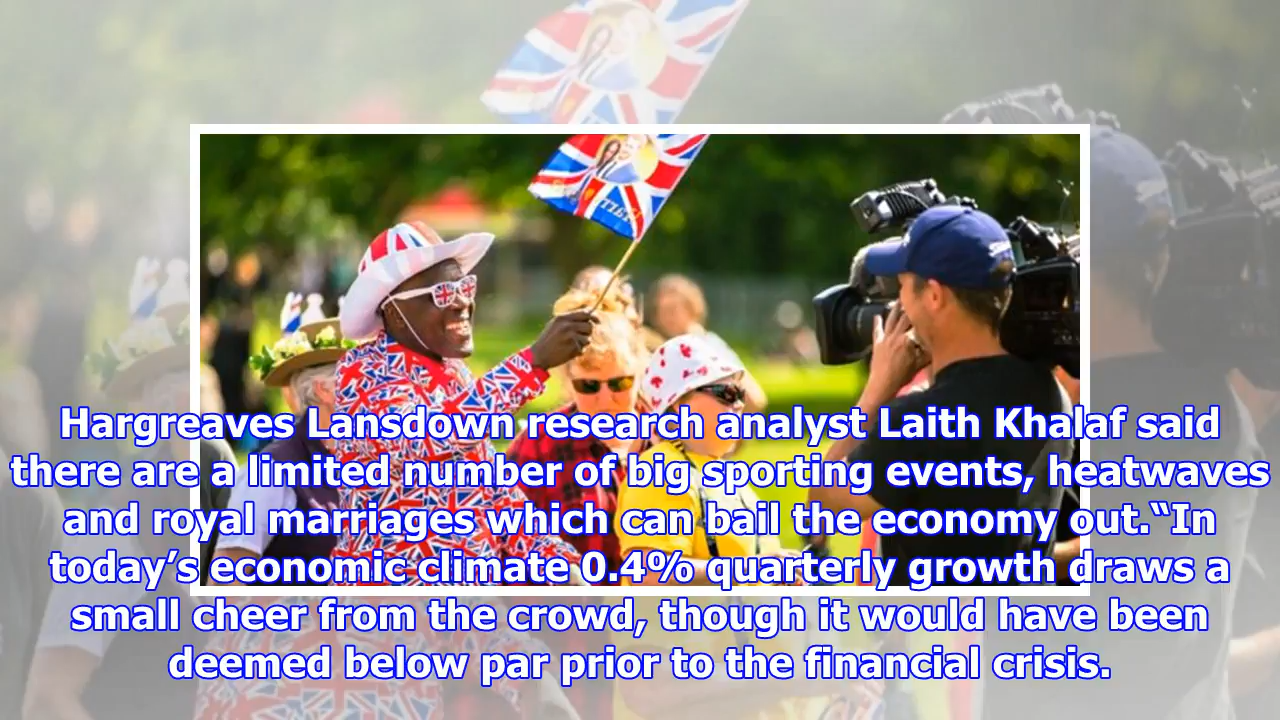 Hargreaves Lansdown research analyst Laith Khalaf said
there are a limited number of big sporting events, heatwaves
and royal marriages which can bail the economy out.“In
today’s economic climate 0.4% quarterly growth draws a
small cheer from the crowd, though it would have been
deemed below par prior to the financial crisis.